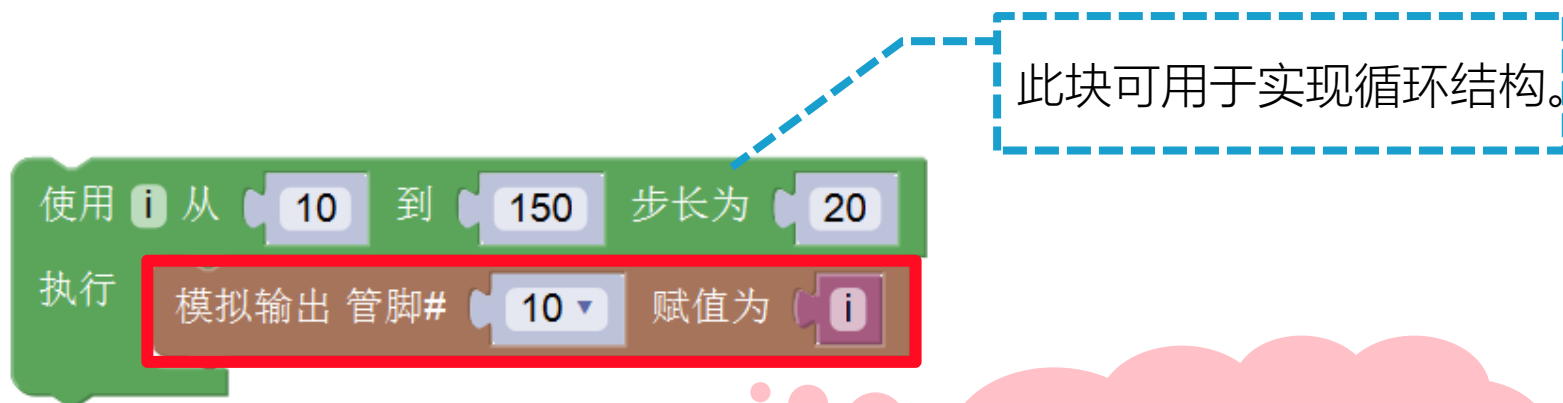 此块可用于实现循环结构。
使用 i 从 10 到 150 步长为 20
执行
模拟输出 管脚# 10 赋值为 i